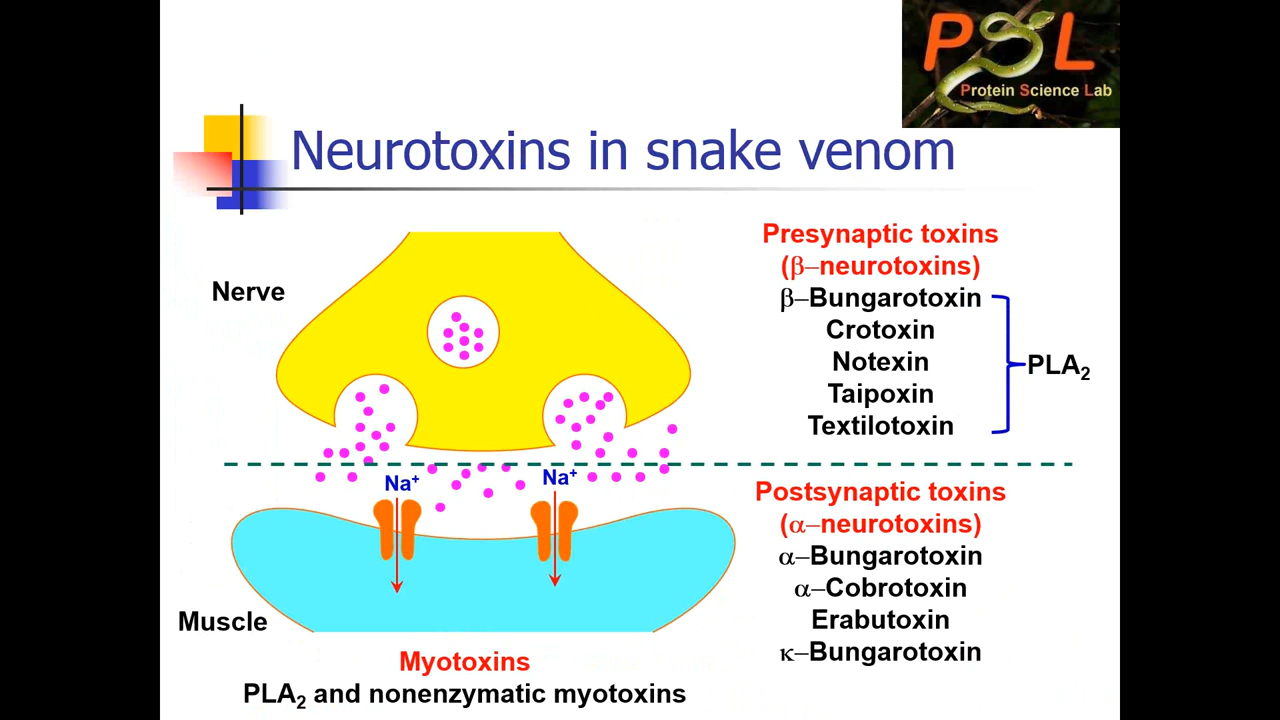 PSL
Protein Science Lab
Neurotoxins in snake venom
Nerve
Na⁺
Na⁺
Muscle
Myotoxins
PLA₂ and nonenzymatic myotoxins
Presynaptic toxins
(β–neurotoxins)
β–Bungarotoxin
Crotoxin
Notexin
Taipoxin
Textilotoxin
PLA₂
Postsynaptic toxins
(α–neurotoxins)
α–Bungarotoxin
α–Cobrotoxin
Erabutoxin
κ–Bungarotoxin